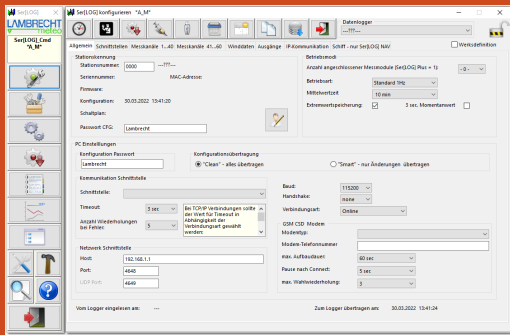 Ser[LOG]
Ser[LOG] konfigurieren *A_M*
LAMBRECHT
meteo
Ser[LOG]_Cmd
*A_M*
Datenlogger
---???---
Werksdefinition
Allgemein Schnittstellen Messkanäle 1...40 Messkanäle 41...60 Winddaten Ausgänge IP-Kommunikation Schiff - nur Ser[LOG] NAV
Stationskennung
Stationsnummer: 0000 ---???---
Seriennummer: MAC-Adresse:
Firmware:
Konfiguration: 30.03.2022 13:41:20
Schaltplan:
Passwort CFG: Lambrecht
Betriebsmodi
Anzahl angeschlossener Messmodule (Ser[LOG] Plus = 1): - 0 -
Betriebsart: Standard 1Hz
Mittelwertzeit 10 min
Extremwertspeicherung: 3 sec. Momentanwert
PC Einstellungen
Konfiguration Passwort
Lambrecht
Konfigurationsübertragung
"Clean" - alles übertragen
"Smart" - nur Änderungen übertragen
Kommunikation Schnittstelle
Schnittstelle:
Timeout: 3 sec
Bei TCP/IP Verbindungen sollte
der Wert für Timeout in
Abhängigkeit der
Verbindungsart gewählt
werden:
Anzahl Wiederholungen
bei Fehler: 5
Baud: 115200
Handshake: none
Verbindungsart: Online
GSM CSD Modem
Modemtyp:
Modem-Telefonnummer
max. Aufbaudauer 60 sec
Pause nach Connect: 5 sec
max. Wahlwiederholung: 3
Netzwerk Schnittstelle
Host: 192.168.1.1
Port: 4648
UDP Port: 4649
Vom Logger eingelesen am: ---
Zum Logger übertragen am: 30.03.2022 13:41:24